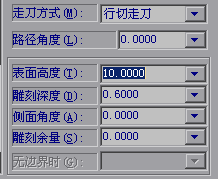 走刀方式(M): 行切走刀
路径角度(L): 0.0000
表面高度(T): 10.0000
雕刻深度(D): 0.6000
侧面角度(A): 0.0000
雕刻余量(S): 0.0000
无边界时(G):